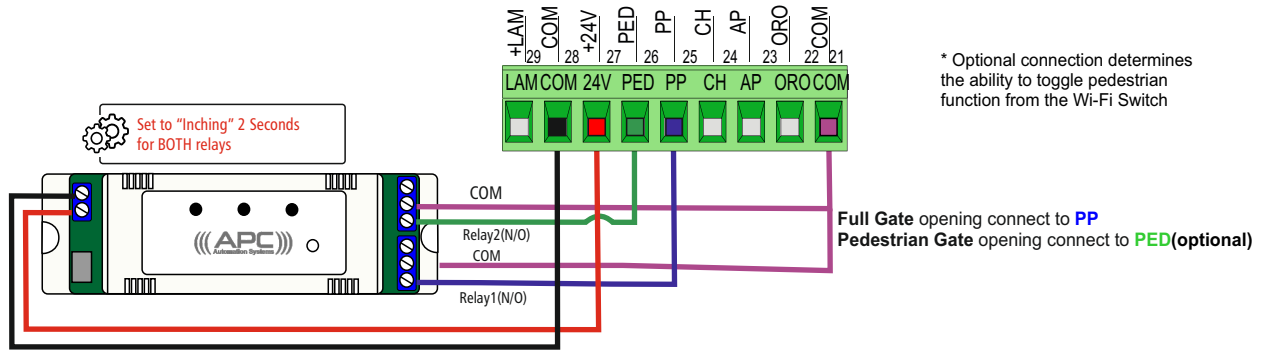 +LAM COM +24V PED PP CH AP ORO COM
29 28 27 26 25 24 23 22 21
LAM COM 24V PED PP CH AP ORO COM
* Optional connection determines
the ability to toggle pedestrian
function from the Wi-Fi Switch
Set to “Inching” 2 Seconds
for BOTH relays
COM
Relay2(N/O)
COM
Relay1(N/O)
((( APC )))
Automation Systems
Full Gate opening connect to PP
Pedestrian Gate opening connect to PED(optional)